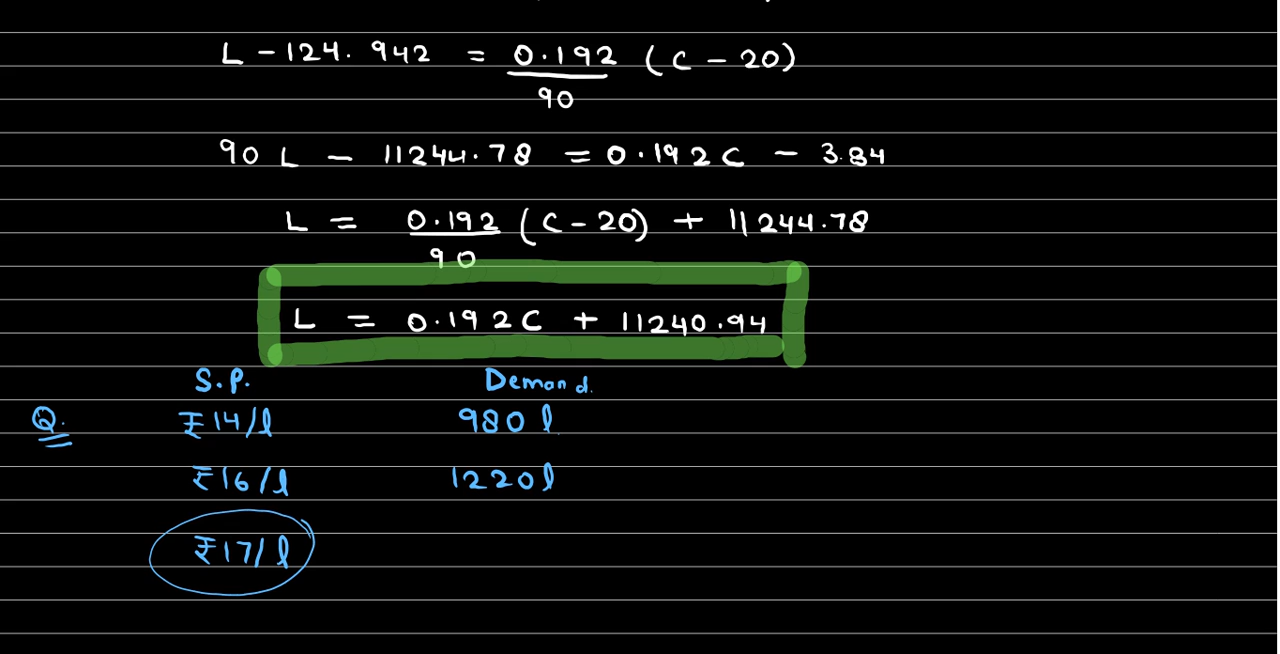 L - 124.942 = 0.192/90 (C - 20)
90 L - 11244.78 = 0.192C - 3.84
L = 0.192/90 (C - 20) + 11244.78
L = 0.192C + 11240.94
S.P. Demand.
Q. ₹14/l 980 l
₹16/l 1220 l
₹17/l